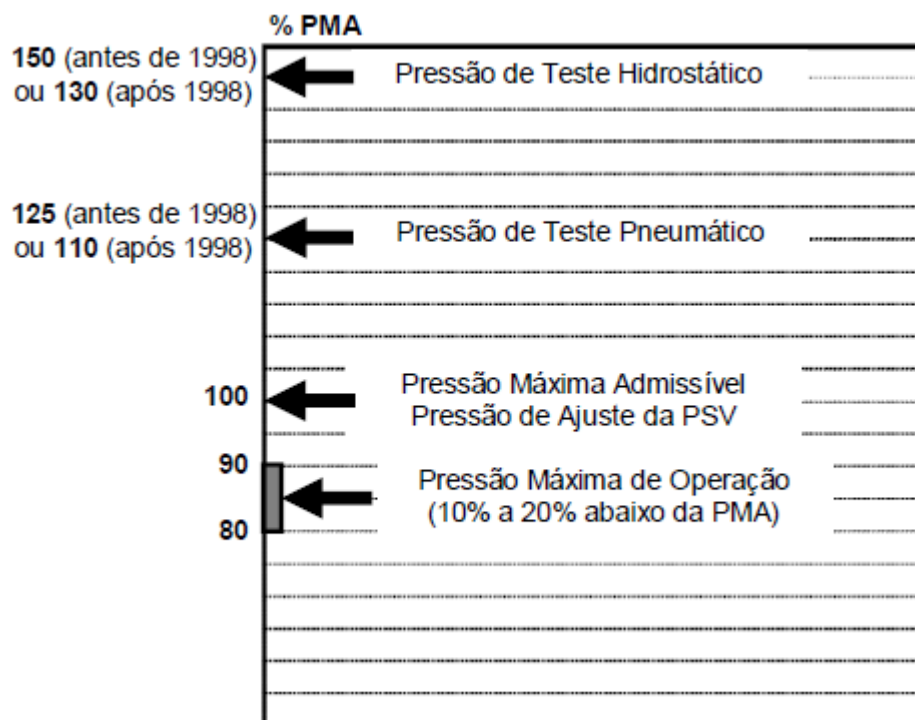 % PMA
150 (antes de 1998)
ou 130 (após 1998)
Pressão de Teste Hidrostático
125 (antes de 1998)
ou 110 (após 1998)
Pressão de Teste Pneumático
100
Pressão Máxima Admissível
Pressão de Ajuste da PSV
90
Pressão Máxima de Operação
(10% a 20% abaixo da PMA)
80